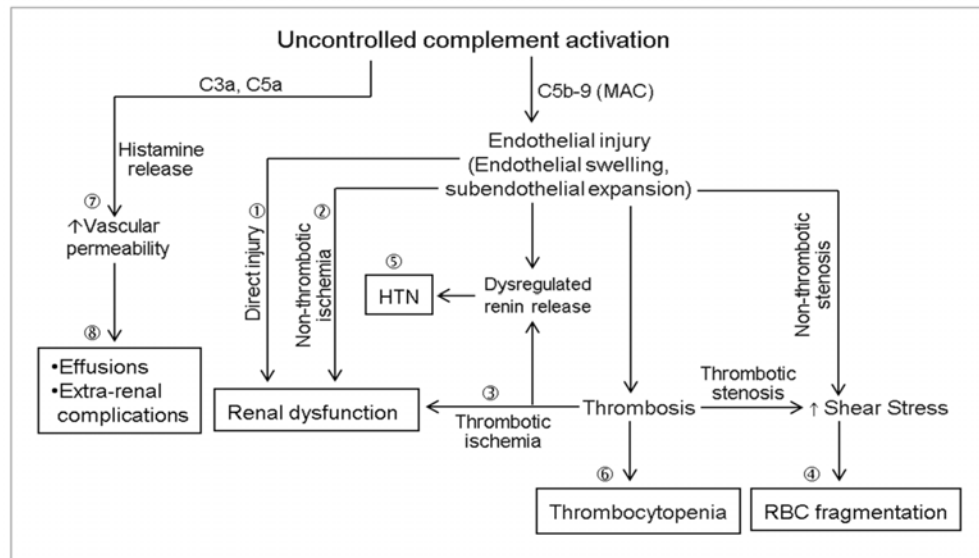 Uncontrolled complement activation
C3a, C5a
C5b-9 (MAC)
Histamine
release
Endothelial injury
(Endothelial swelling,
subendothelial expansion)
⑦
↑Vascular
permeability
①
Direct injury
②
Non-thrombotic
ischemia
⑤
HTN
Dysregulated
renin release
Non-thrombotic
stenosis
⑧
•Effusions
•Extra-renal
complications
Renal dysfunction
③
Thrombotic
ischemia
Thrombosis
Thrombotic
stenosis
↑ Shear Stress
⑥
Thrombocytopenia
④
RBC fragmentation